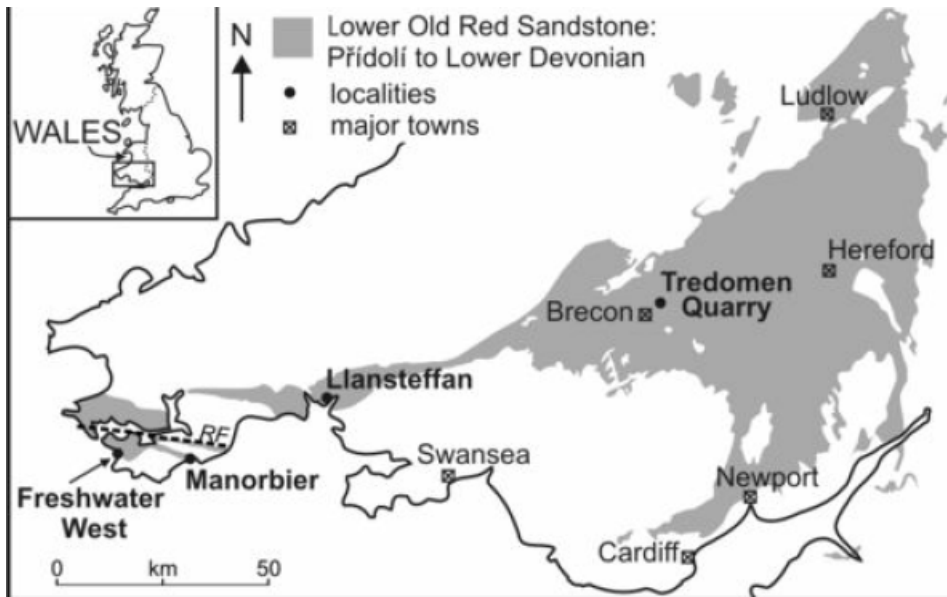 WALES
N
Lower Old Red Sandstone:
Přídolí to Lower Devonian
localities
major towns
Ludlow
Hereford
Tredomen
Quarry
Brecon
Llansteffan
RF
Swansea
Manorbier
Newport
Freshwater
West
Cardiff
0 km 50